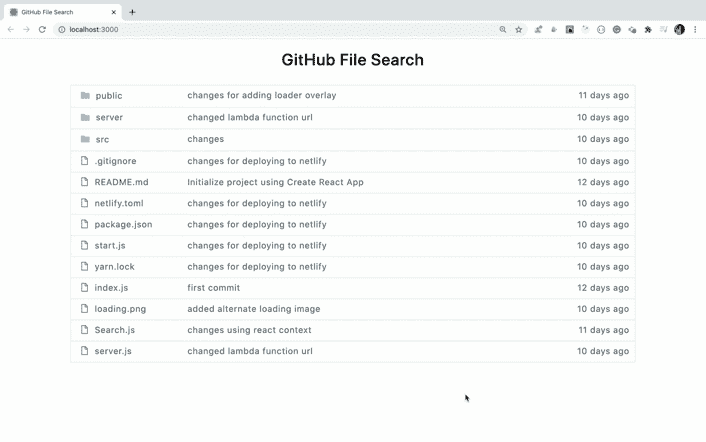 GitHub File Search
localhost:3000
GitHub File Search
public changes for adding loader overlay 11 days ago
server changed lambda function url 10 days ago
src changes 10 days ago
.gitignore changes for deploying to netlify 10 days ago
README.md Initialize project using Create React App 12 days ago
netlify.toml changes for deploying to netlify 10 days ago
package.json changes for deploying to netlify 10 days ago
start.js changes for deploying to netlify 10 days ago
yarn.lock changes for deploying to netlify 10 days ago
index.js first commit 12 days ago
loading.png added alternate loading image 10 days ago
Search.js changes using react context 11 days ago
server.js changed lambda function url 10 days ago